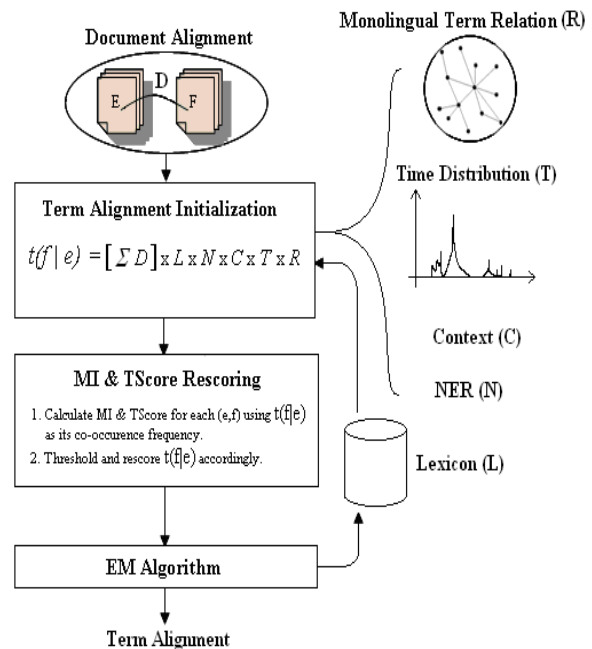 Document Alignment
D
E
F
Monolingual Term Relation (R)
Time Distribution (T)
Term Alignment Initialization
t(f | e) = [ Σ D ] x L x N x C x T x R
Context (C)
NER (N)
Lexicon (L)
MI & TScore Rescoring
1. Calculate MI & TScore for each (e,f) using t(f|e)
as its co-occurence frequency.
2. Threshold and rescore t(f|e) accordingly.
EM Algorithm
Term Alignment